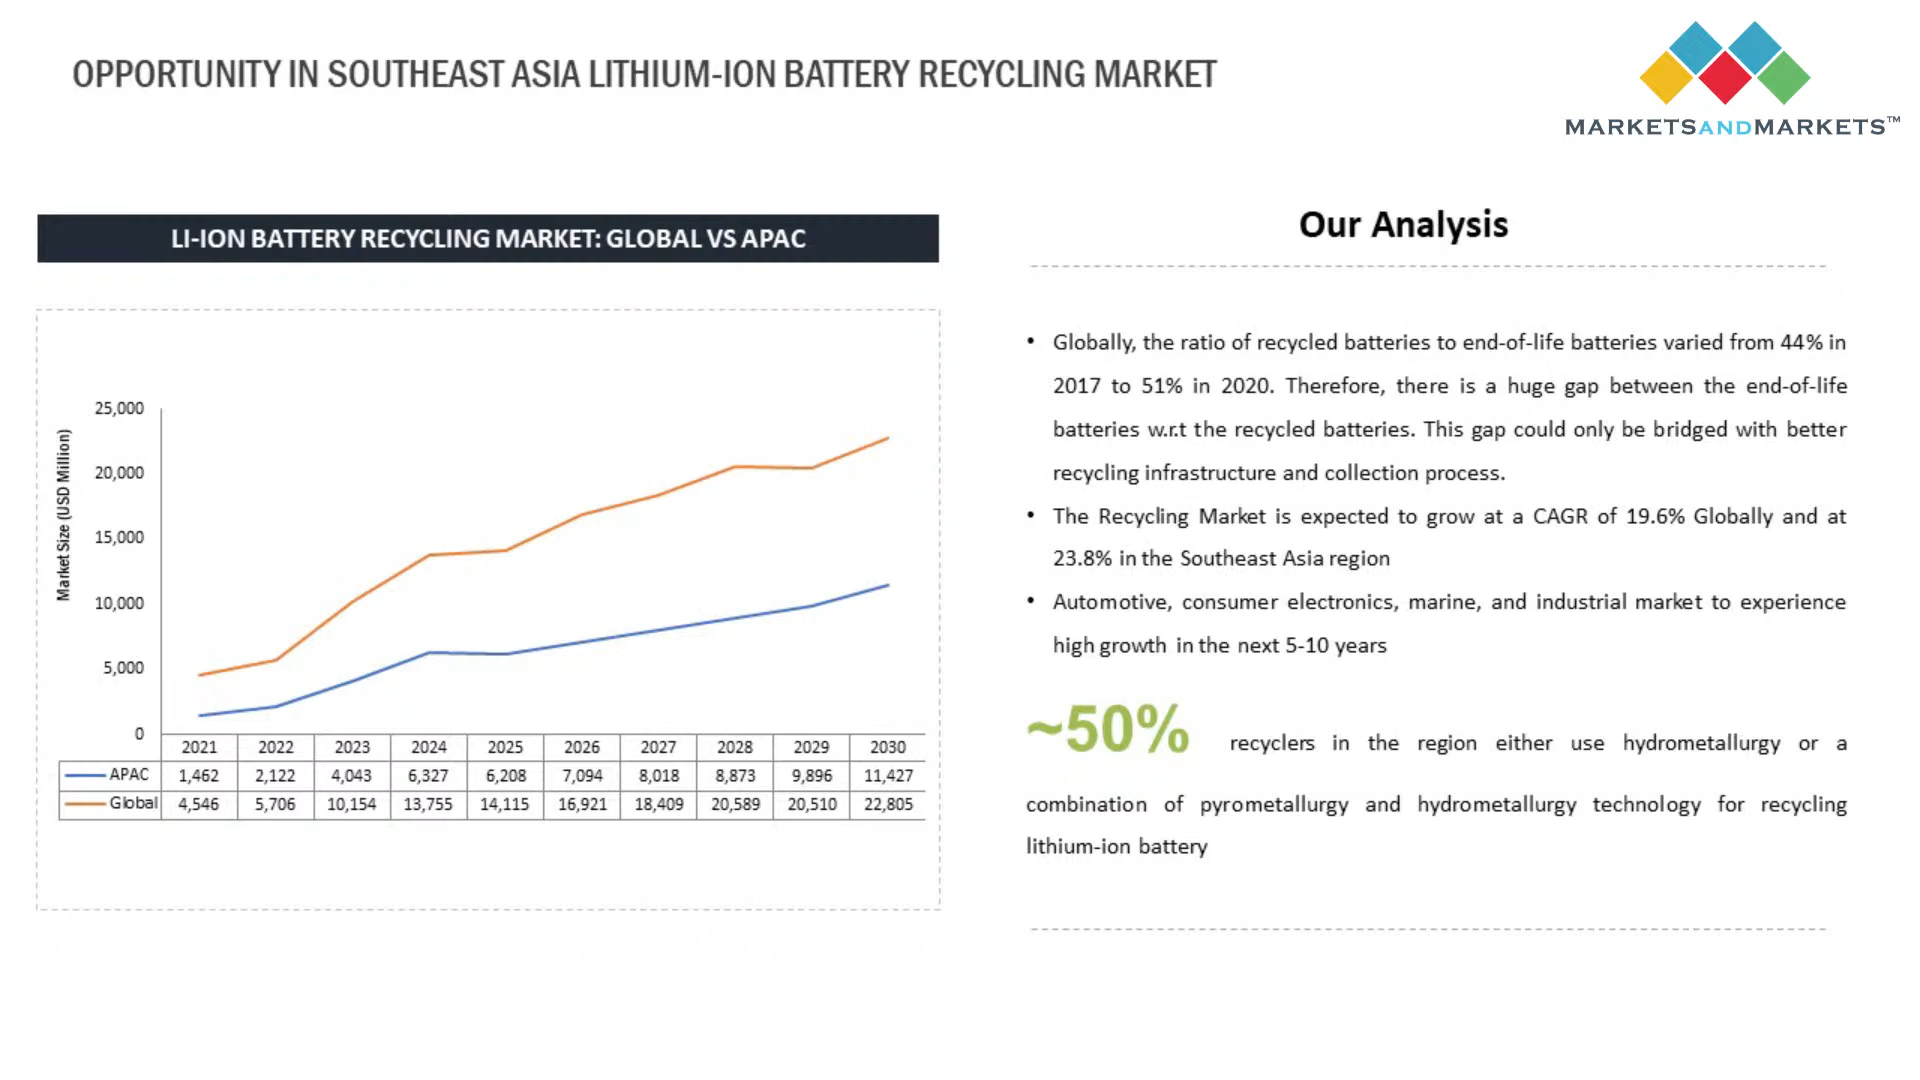 OPPORTUNITY IN SOUTHEAST ASIA LITHIUM-ION BATTERY RECYCLING MARKET
MARKETSANDMARKETS™
LI-ION BATTERY RECYCLING MARKET: GLOBAL VS APAC
Market Size (USD Million)
25,000
20,000
15,000
10,000
5,000
0
2021 2022 2023 2024 2025 2026 2027 2028 2029 2030
APAC 1,462 2,122 4,043 6,327 6,208 7,094 8,018 8,873 9,896 11,427
Global 4,546 5,706 10,154 13,755 14,115 16,921 18,409 20,589 20,510 22,805
Our Analysis
• Globally, the ratio of recycled batteries to end-of-life batteries varied from 44% in
2017 to 51% in 2020. Therefore, there is a huge gap between the end-of-life
batteries w.r.t the recycled batteries. This gap could only be bridged with better
recycling infrastructure and collection process.
• The Recycling Market is expected to grow at a CAGR of 19.6% Globally and at
23.8% in the Southeast Asia region
• Automotive, consumer electronics, marine, and industrial market to experience
high growth in the next 5-10 years
~50% recyclers in the region either use hydrometallurgy or a
combination of pyrometallurgy and hydrometallurgy technology for recycling
lithium-ion battery